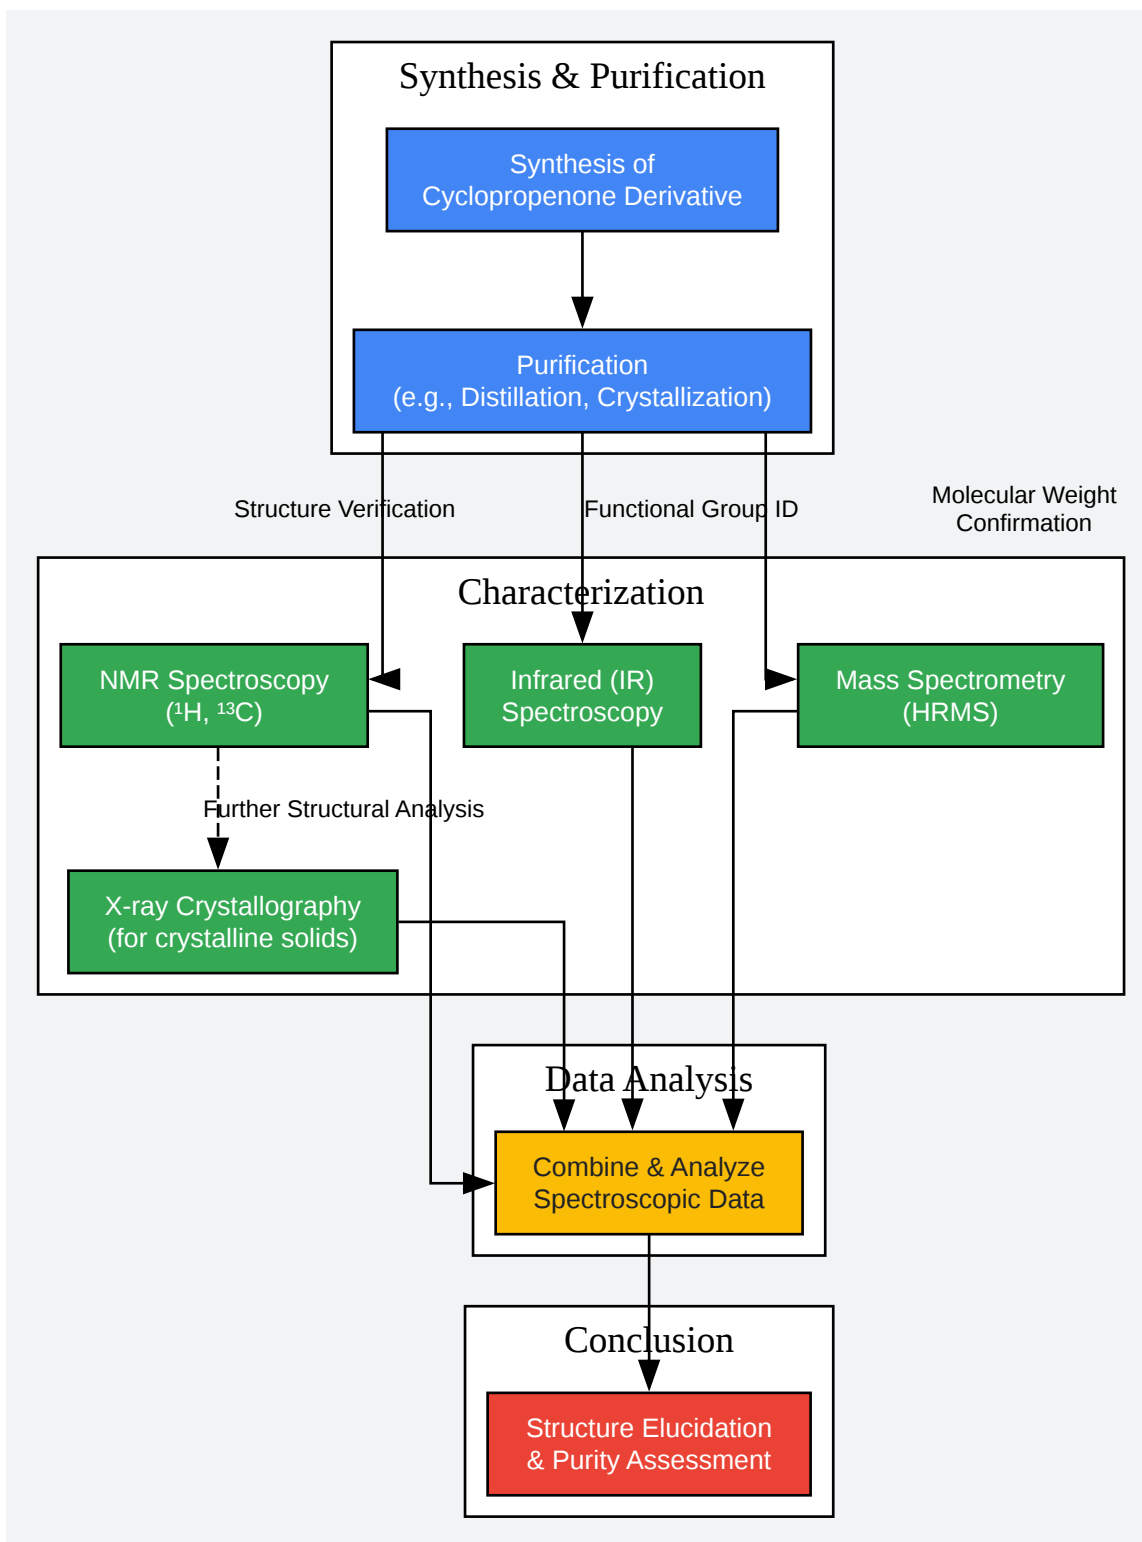 Synthesis & Purification
Synthesis of
Cyclopropenone Derivative
Purification
(e.g., Distillation, Crystallization)
Structure Verification
Functional Group ID
Molecular Weight
Confirmation
Characterization
NMR Spectroscopy
(¹H, ¹³C)
Infrared (IR)
Spectroscopy
Mass Spectrometry
(HRMS)
Further Structural Analysis
X-ray Crystallography
(for crystalline solids)
Data Analysis
Combine & Analyze
Spectroscopic Data
Conclusion
Structure Elucidation
& Purity Assessment